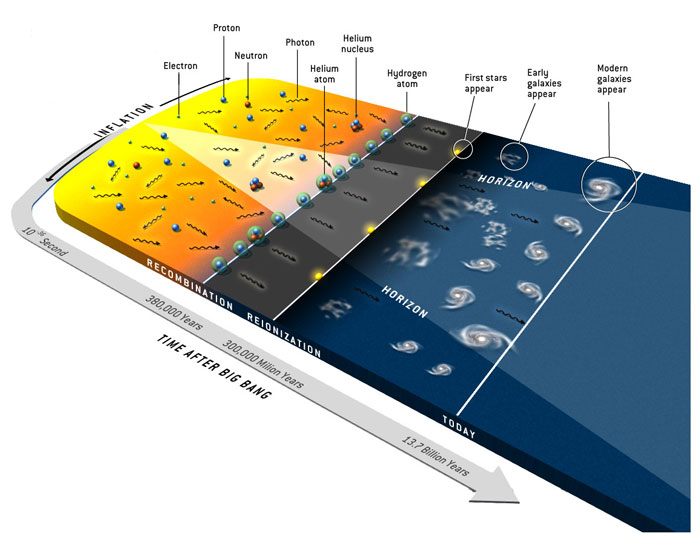 Proton
Helium
nucleus
Neutron
Photon
Electron
Helium
atom
Hydrogen
atom
First stars
appear
Early
galaxies
appear
Modern
galaxies
appear
INFLATION
HORIZON
HORIZON
10⁻³⁶ Second
RECOMBINATION
380,000 Years
REIONIZATION
300,000 Milion Years
TIME AFTER BIG BANG
TODAY
13.7 Billion Years